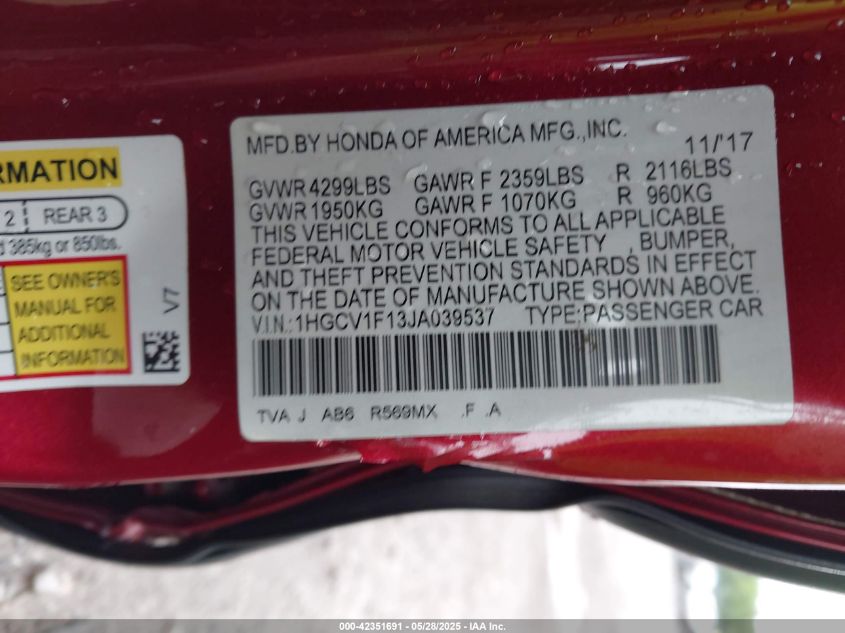 RMATION
2 REAR 3
385kg or 850lbs.
SEE OWNER'S
MANUAL FOR
ADDITIONAL
INFORMATION
V7
MFD.BY HONDA OF AMERICA MFG.,INC. 11/'17
GVWR 4299LBS GAWR F 2359LBS R 2116LBS
GVWR 1950KG GAWR F 1070KG R 960KG
THIS VEHICLE CONFORMS TO ALL APPLICABLE
FEDERAL MOTOR VEHICLE SAFETY , BUMPER,
AND THEFT PREVENTION STANDARDS IN EFFECT
ON THE DATE OF MANUFACTURE SHOWN ABOVE.
V.I.N.:1HGCV1F13JA039537 TYPE:PASSENGER CAR
TVA J AB6 R569MX .F .A
000-42351691 - 05/28/2025 - IAA Inc.